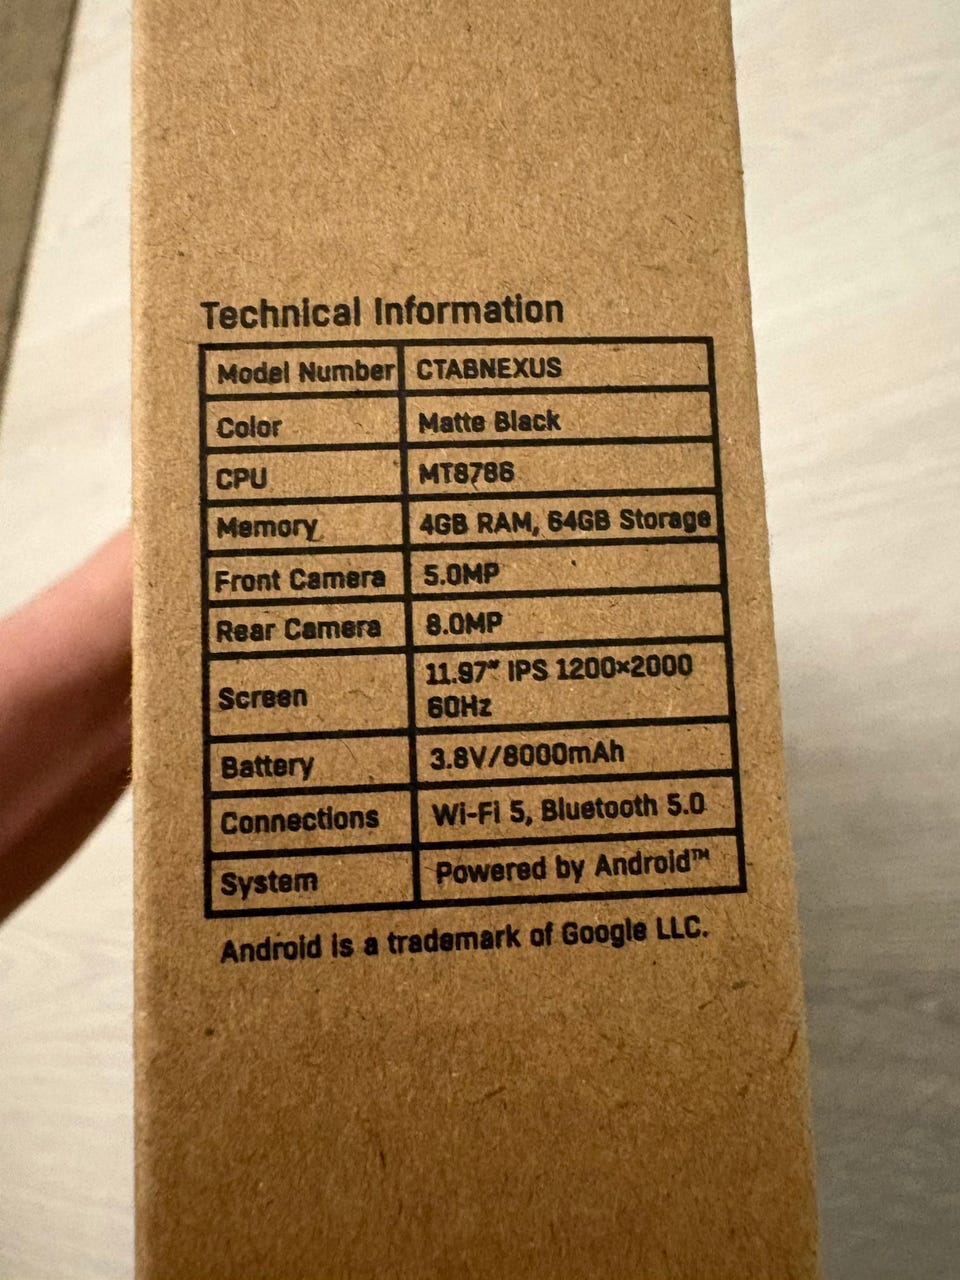 Technical Information
Model Number CTABNEXUS
Color Matte Black
CPU MT8786
Memory 4GB RAM, 64GB Storage
Front Camera 5.0MP
Rear Camera 8.0MP
Screen 11.97" IPS 1200×2000
60Hz
Battery 3.8V/8000mAh
Connections Wi-Fi 5, Bluetooth 5.0
System Powered by Android™
Android is a trademark of Google LLC.